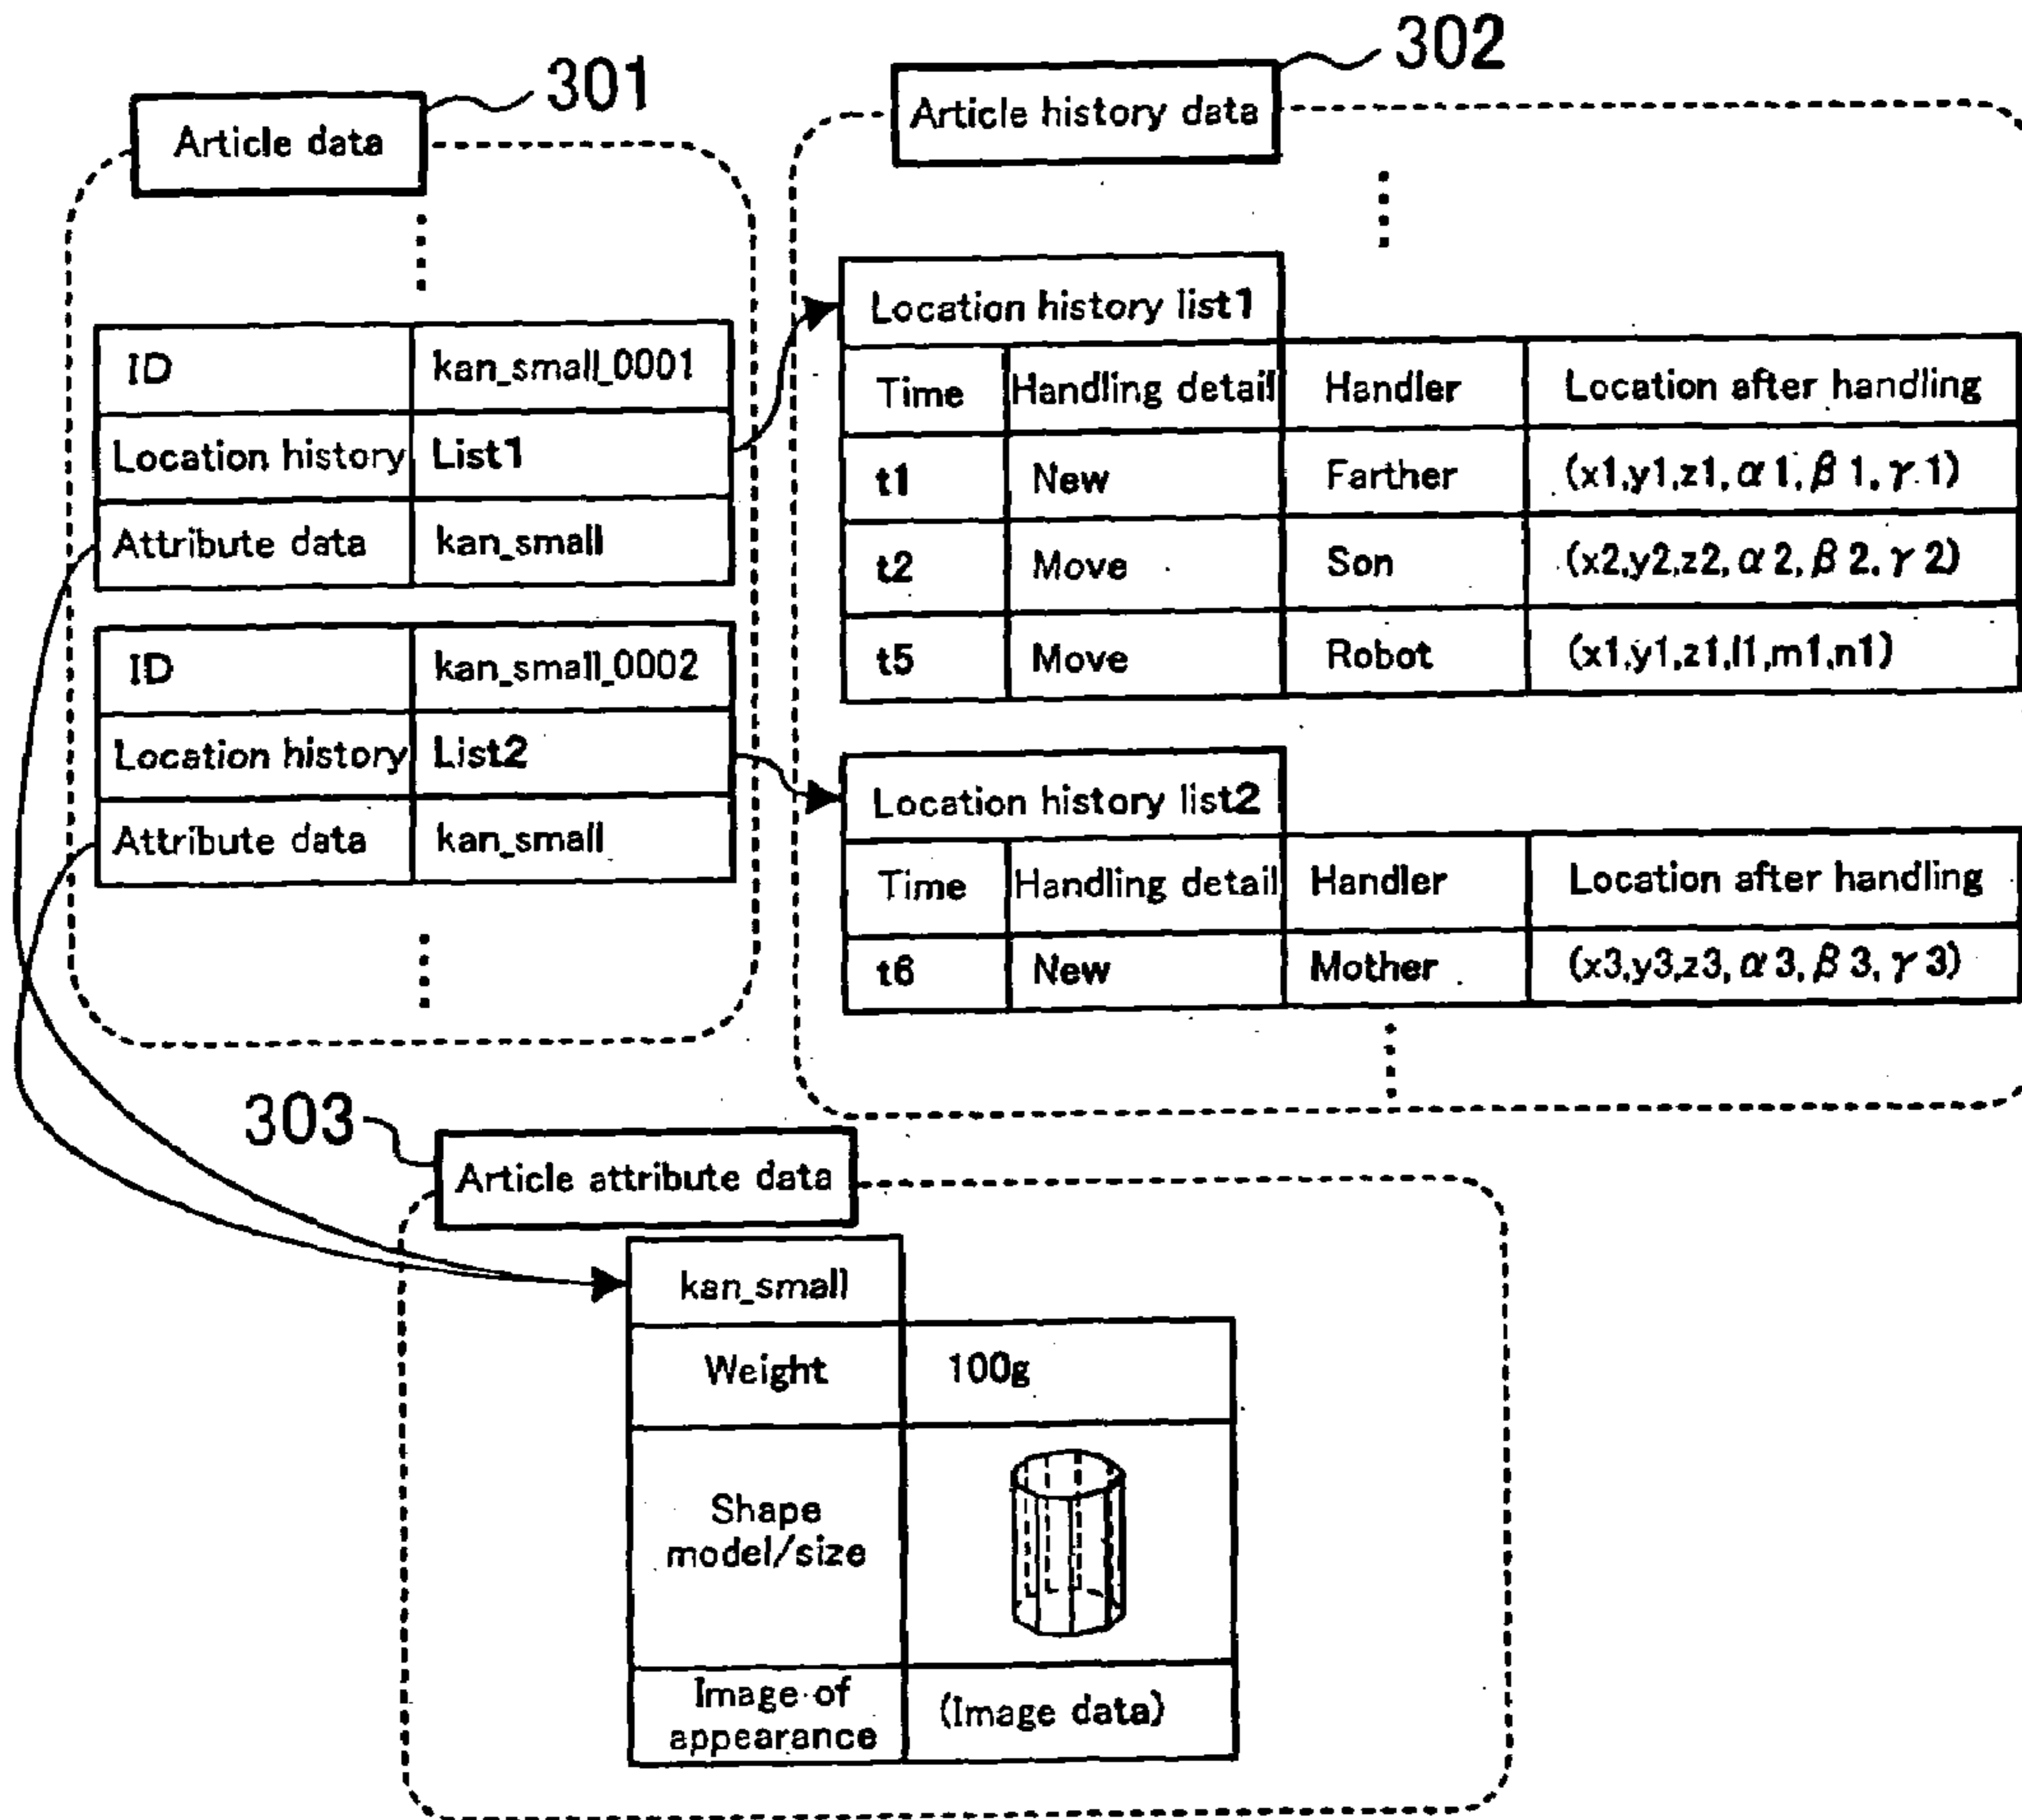 301
Article data
ID kan_small_0001
Location history List1
Attribute data kan_small
ID kan_small_0002
Location history List2
Attribute data kan_small
302
Article history data
Location history list1
Time Handling detail Handler Location after handling
t1 New Farther (x1,y1,z1,α1,β1,γ1)
t2 Move Son (x2,y2,z2,α2,β2,γ2)
t5 Move Robot (x1,y1,z1,l1,m1,n1)
Location history list2
Time Handling detail Handler Location after handling
t6 New Mother (x3,y3,z3,α3,β3,γ3)
303
Article attribute data
kan_small
Weight 100g
Shape
model/size
Image of
appearance
(Image data)